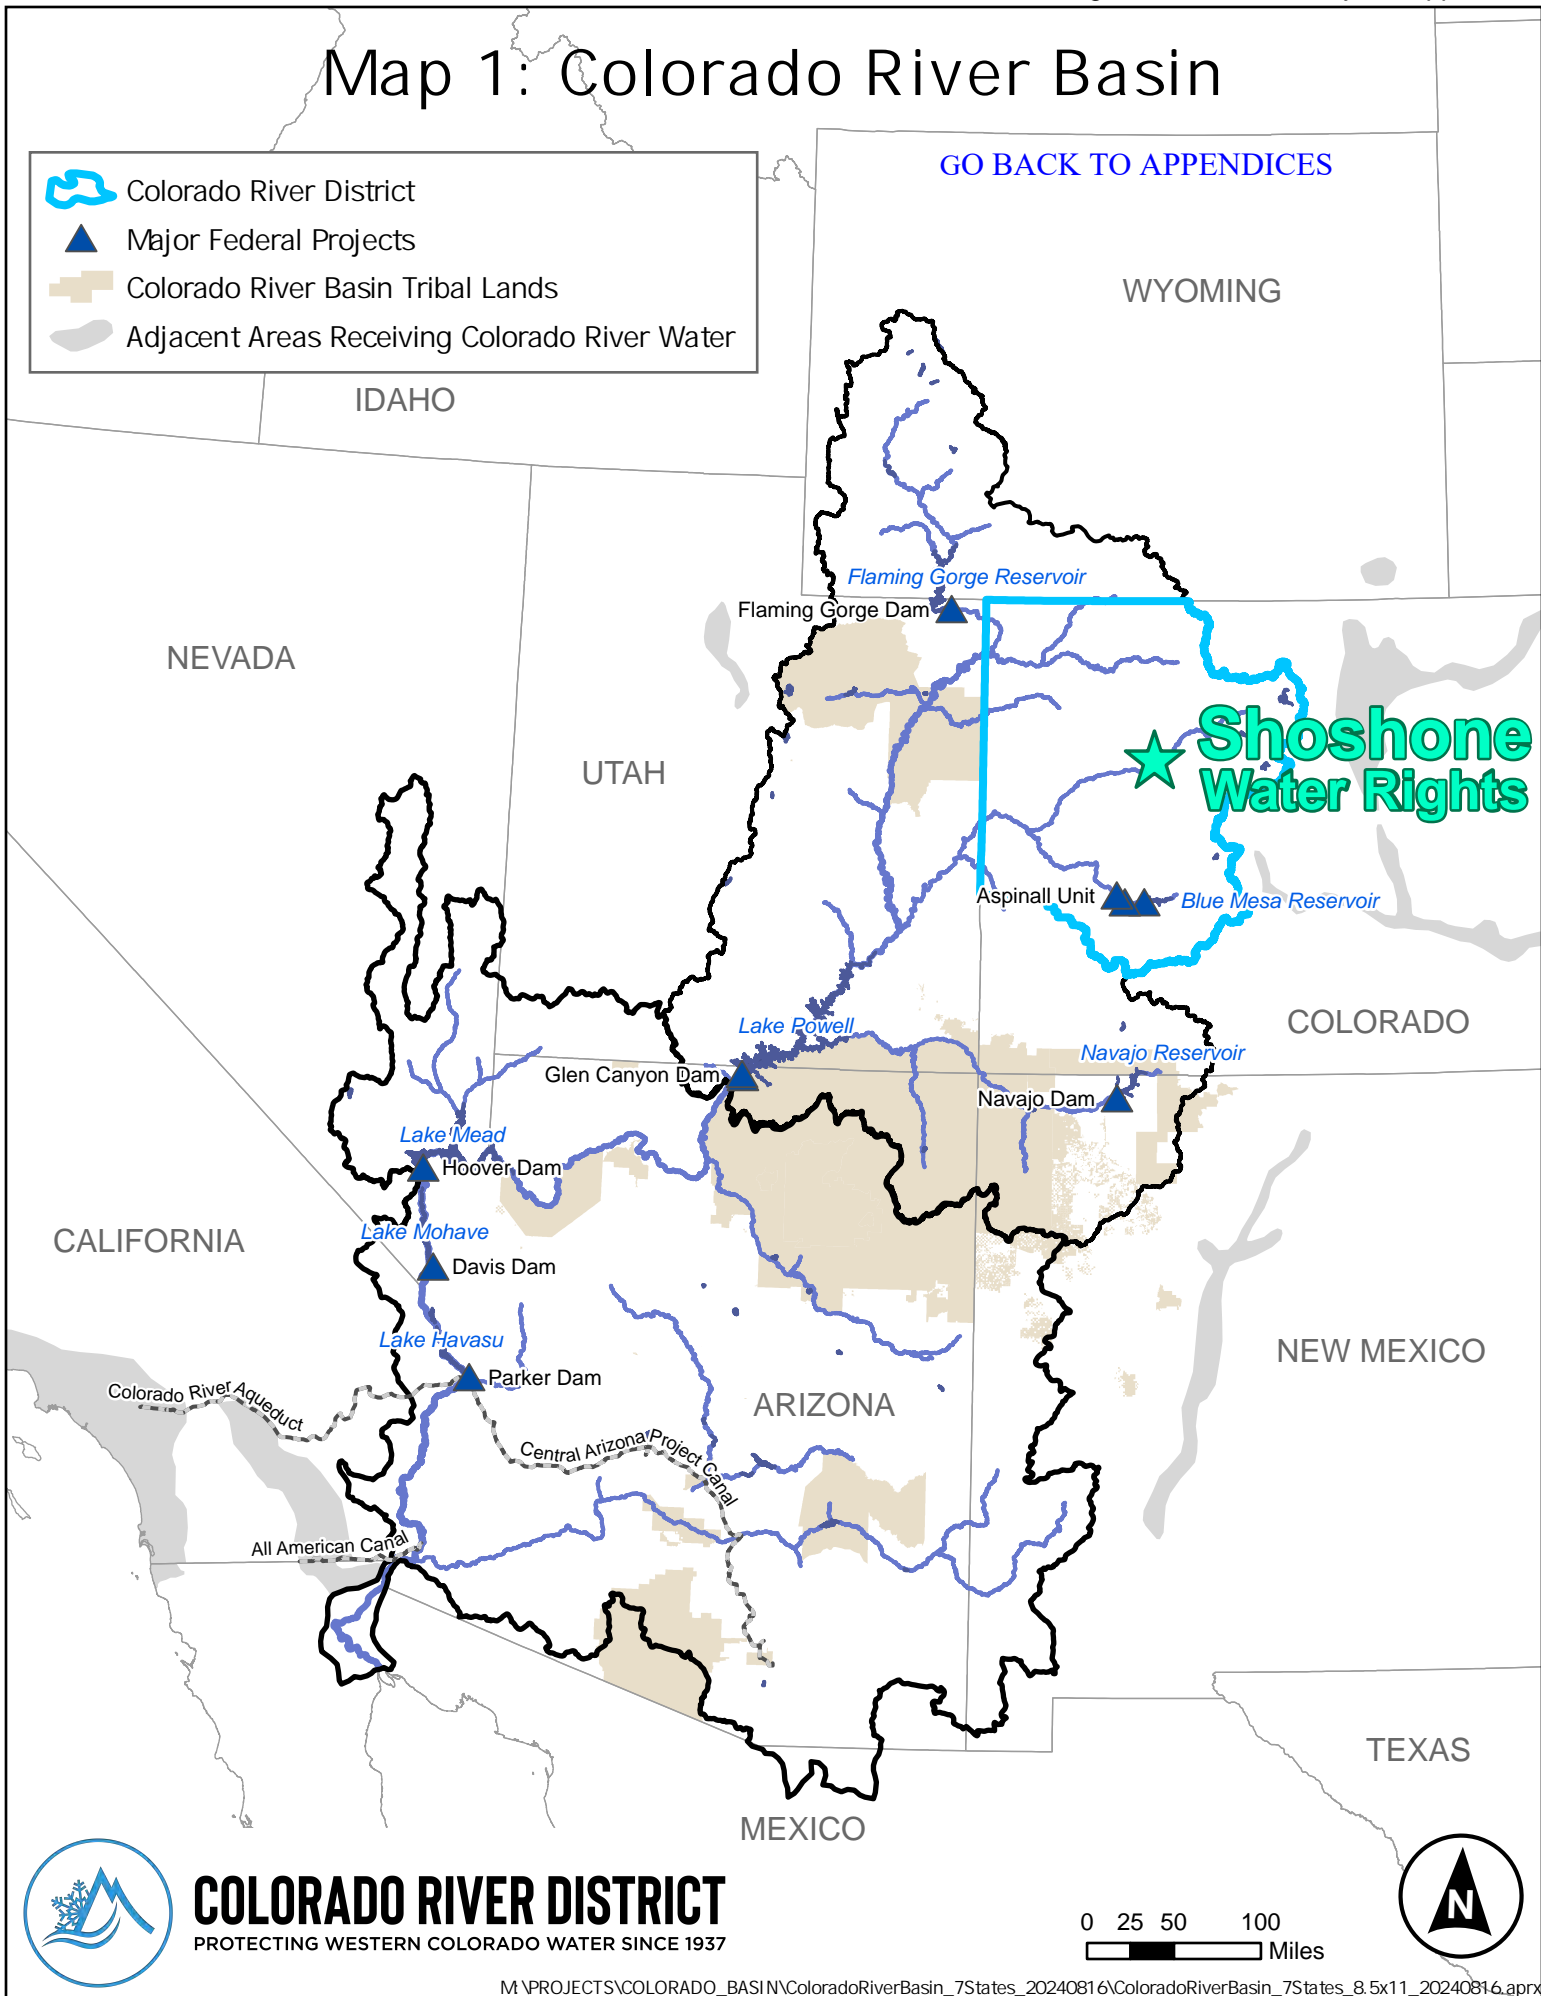 Map 1: Colorado River Basin
GO BACK TO APPENDICES
Colorado River District
Major Federal Projects
Colorado River Basin Tribal Lands
Adjacent Areas Receiving Colorado River Water
WYOMING
IDAHO
Flaming Gorge Reservoir
Flaming Gorge Dam
NEVADA
UTAH
Shoshone
Water Rights
Aspinall Unit
Blue Mesa Reservoir
COLORADO
Lake Powell
Navajo Reservoir
Glen Canyon Dam
Navajo Dam
Lake Mead
Hoover Dam
CALIFORNIA
Lake Mohave
Davis Dam
Lake Havasu
NEW MEXICO
Parker Dam
Colorado River Aqueduct
ARIZONA
Central Arizona Project Canal
All American Canal
TEXAS
MEXICO
COLORADO RIVER DISTRICT
PROTECTING WESTERN COLORADO WATER SINCE 1937
N
0 25 50 100
Miles
M:\PROJECTS\COLORADO_BASIN\ColoradoRiverBasin_7States_20240816\ColoradoRiverBasin_7States_8.5x11_20240816.aprx